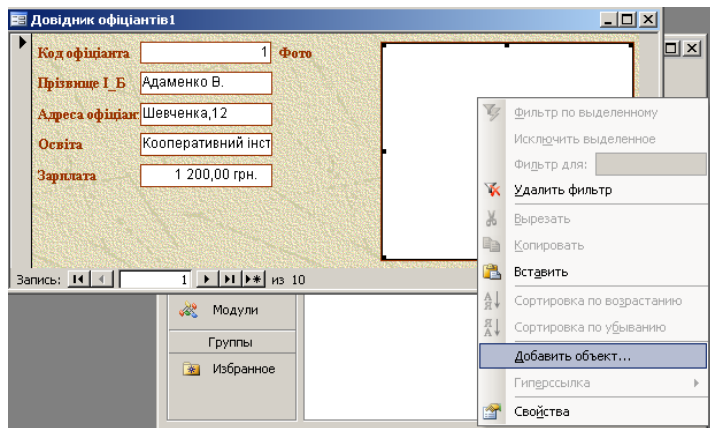 Довідник офіціантів1
Код офіціанта 1 Фото
Прізвище І_Б Адаменко В.
Адреса офіціан Шевченка,12
Освіта Кооперативний інст
Зарплата 1 200,00 грн.
Запись: 1 из 10
Модули
Группы
Избранное
Фильтр по выделенному
Исключить выделенное
Фильтр для:
Удалить фильтр
Вырезать
Копировать
Вставить
Сортировка по возрастанию
Сортировка по убыванию
Добавить объект...
Гиперссылка
Свойства